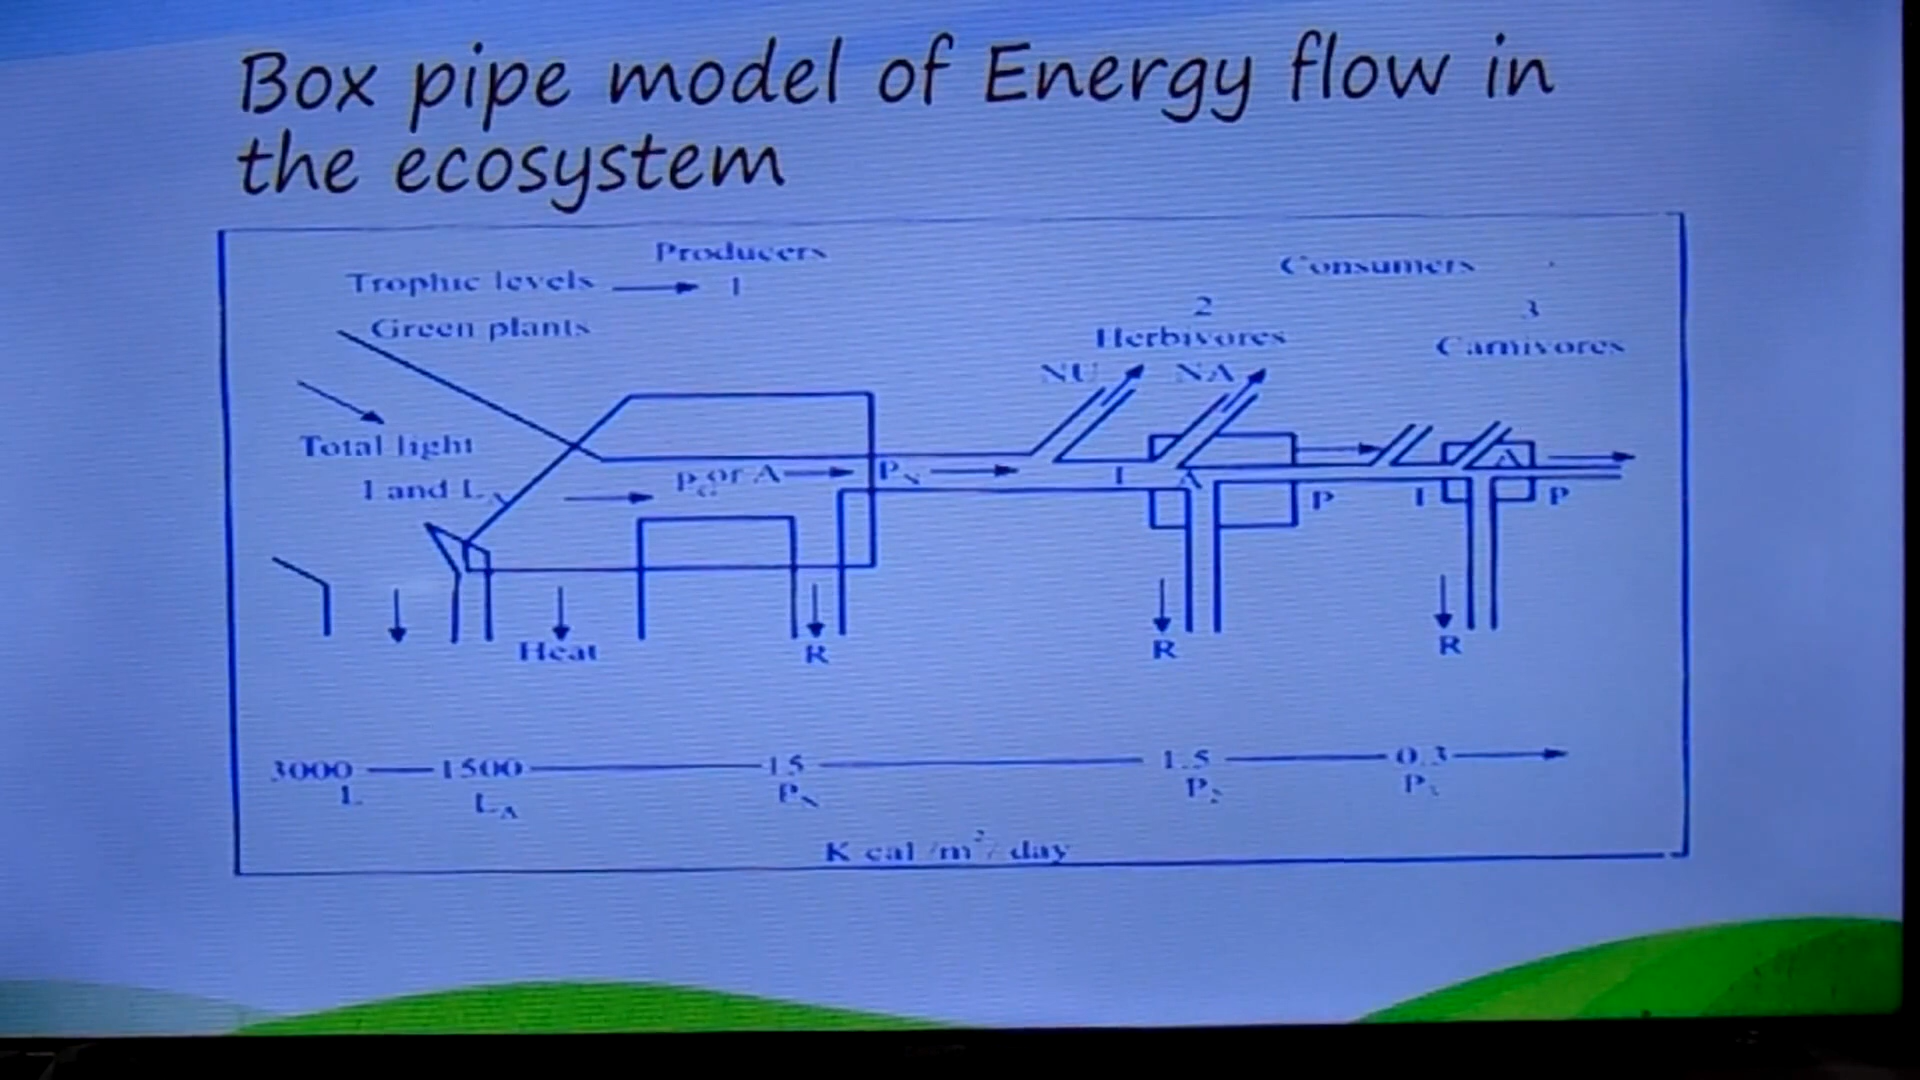 Box pipe model of Energy flow in
the ecosystem
Producers
Trophic levels 1
Consumers
2
3
Green plants
Herbivores
Carnivores
NU NA
Total light
L and LA
PG or A PN
I A P I A P
Heat R R R
3000 1500 15 1.5 0.3
L LA PN P2 P3
K cal /m²/ day